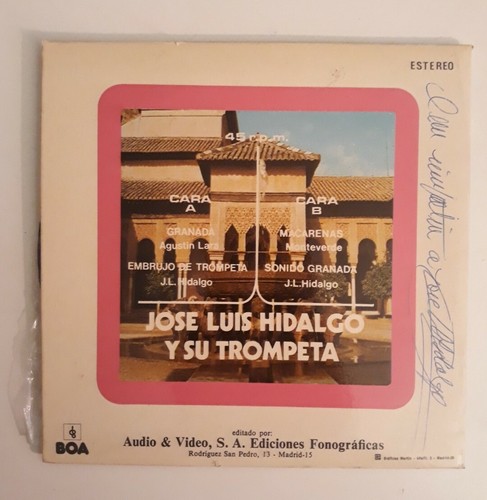 ESTEREO
45 r.p.m.
CARA
A
GRANADA
Agustin Lara
EMBRUJO DE TROMPETA
J.L. Hidalgo
CARA
B
MACARENAS
Monteverde
SONIDO GRANADA
J.L. Hidalgo
JOSE LUIS HIDALGO
Y SU TROMPETA
editado por:
Audio & Video, S. A. Ediciones Fonográficas
Rodríguez San Pedro, 13 - Madrid-15
BOA